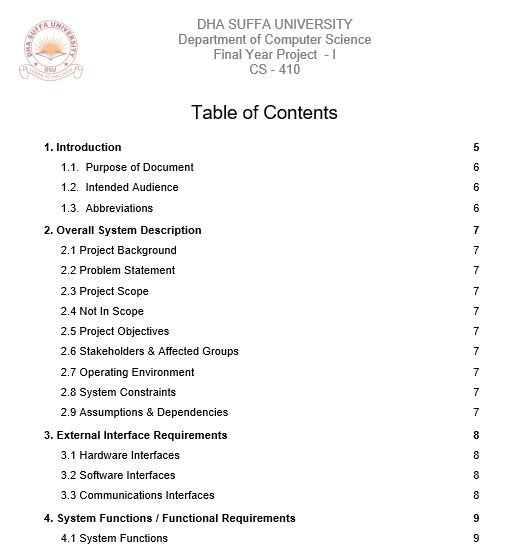 DHA SUFFA UNIVERSITY
DSU
DHA SUFFA UNIVERSITY
Department of Computer Science
Final Year Project - I
CS - 410
Table of Contents
1. Introduction 5
1.1. Purpose of Document 6
1.2. Intended Audience 6
1.3. Abbreviations 6
2. Overall System Description 7
2.1 Project Background 7
2.2 Problem Statement 7
2.3 Project Scope 7
2.4 Not In Scope 7
2.5 Project Objectives 7
2.6 Stakeholders & Affected Groups 7
2.7 Operating Environment 7
2.8 System Constraints 7
2.9 Assumptions & Dependencies 7
3. External Interface Requirements 8
3.1 Hardware Interfaces 8
3.2 Software Interfaces 8
3.3 Communications Interfaces 8
4. System Functions / Functional Requirements 9
4.1 System Functions 9